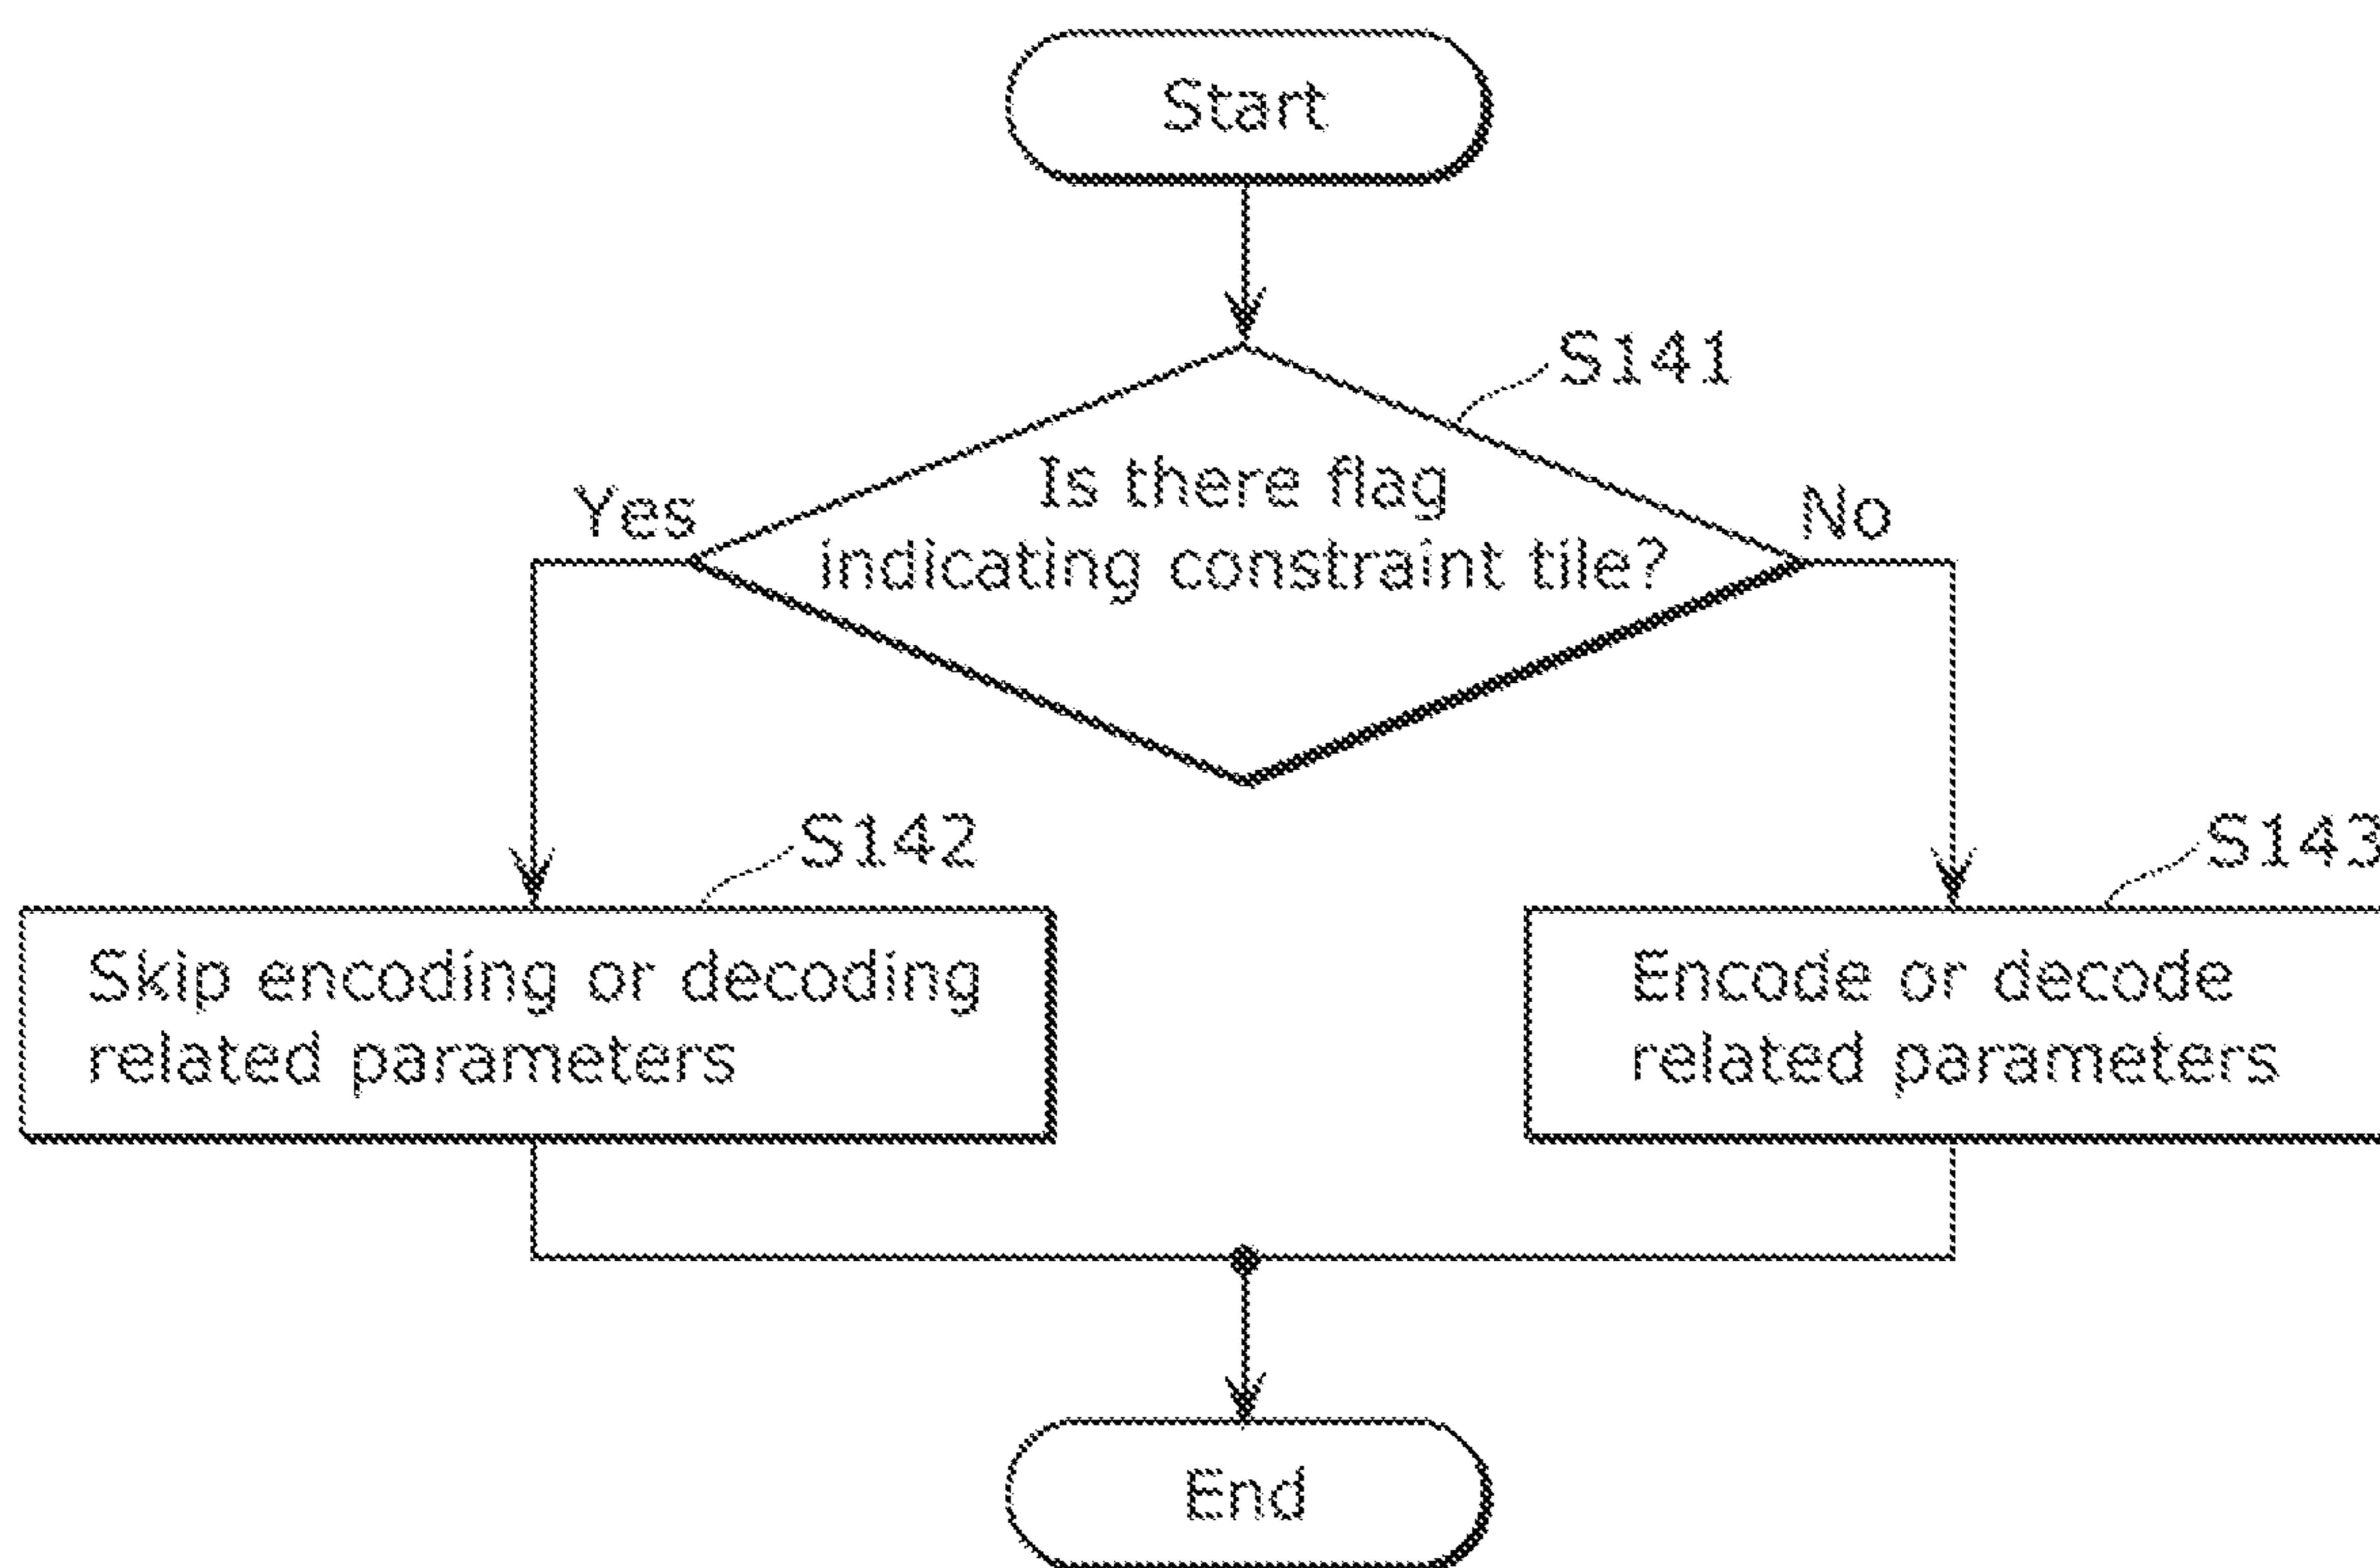 Start
S141
Is there flag
indicating constraint tile?
Yes
No
S142
S143
Skip encoding or decoding
related parameters
Encode or decode
related parameters
End